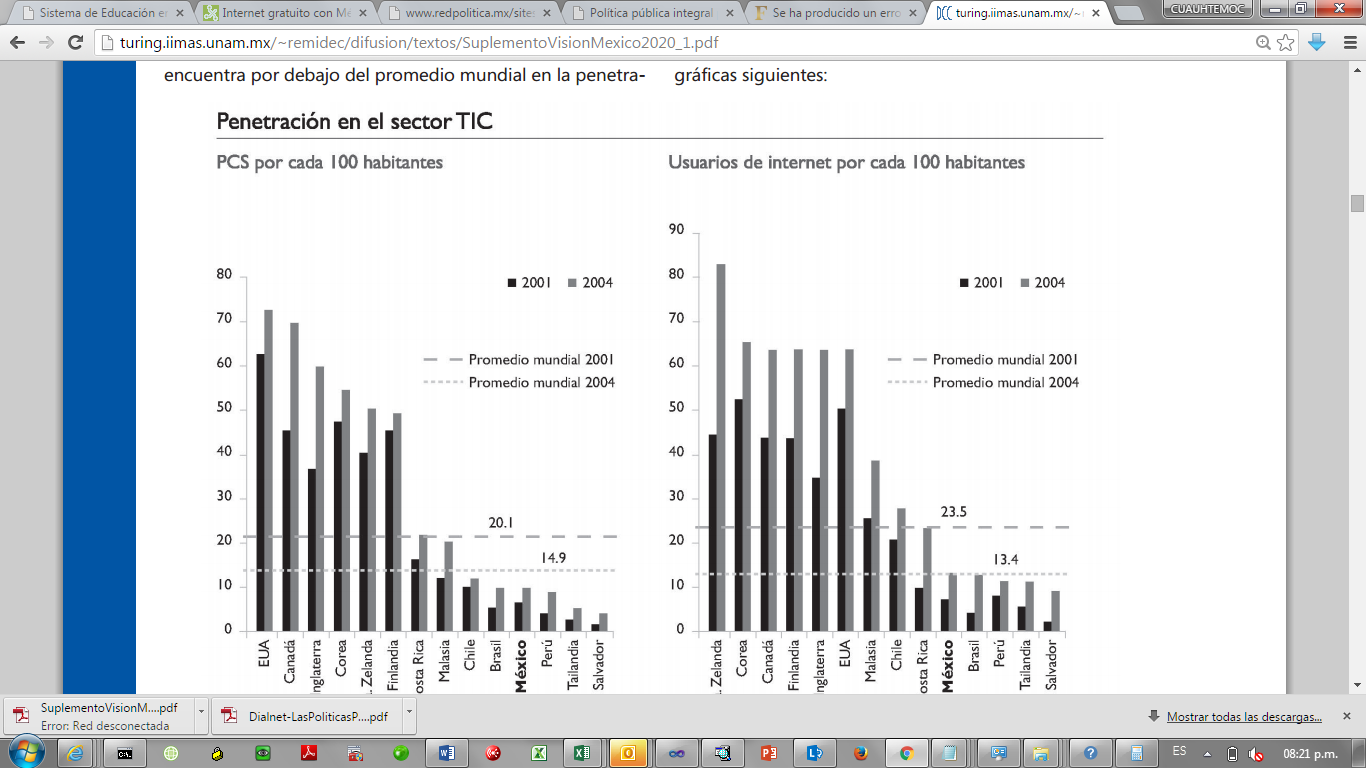 Sistema de Educación en
Internet gratuito con Mé
www.redpolitica.mx/sites
Política pública integral
Se ha producido un erro
turing.iimas.unam.mx/~r
CUAUHTEMOC
turing.iimas.unam.mx/~remidec/difusion/textos/SuplementoVisionMexico2020_1.pdf
encuentra por debajo del promedio mundial en la penetra-
gráficas siguientes:
Penetración en el sector TIC
PCS por cada 100 habitantes
80
70
60
50
40
30
20
10
0
2001
2004
Promedio mundial 2001
Promedio mundial 2004
20.1
14.9
EUA
Canadá
nglaterra
Corea
. Zelanda
Finlandia
osta Rica
Malasia
Chile
Brasil
México
Perú
Tailandia
Salvador
Usuarios de internet por cada 100 habitantes
90
80
70
60
50
40
30
20
10
0
2001
2004
Promedio mundial 2001
Promedio mundial 2004
23.5
13.4
. Zelanda
Corea
Canadá
Finlandia
nglaterra
EUA
Malasia
Chile
osta Rica
México
Brasil
Perú
Tailandia
Salvador
SuplementoVisionM....pdf
Error: Red desconectada
Dialnet-LasPoliticasP....pdf
Mostrar todas las descargas...
ES
08:21 p.m.